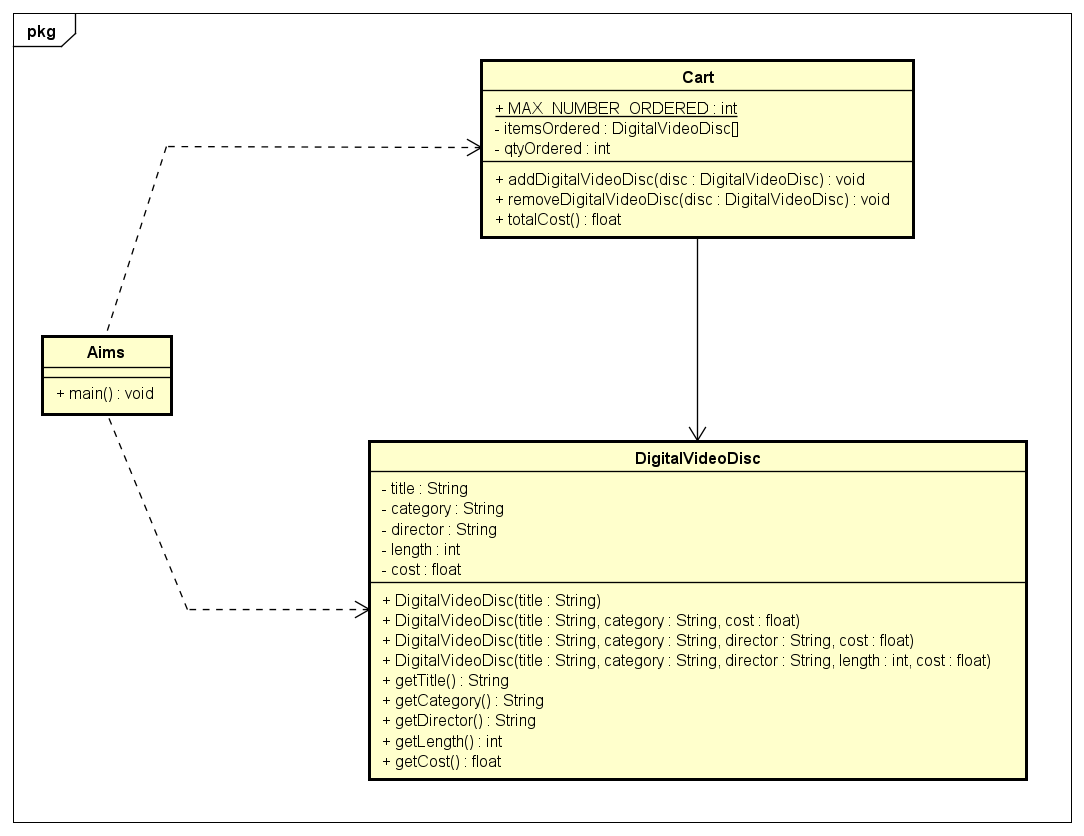 pkg
Cart
+ MAX_NUMBER_ORDERED : int
- itemsOrdered : DigitalVideoDisc[]
- qtyOrdered : int
+ addDigitalVideoDisc(disc : DigitalVideoDisc) : void
+ removeDigitalVideoDisc(disc : DigitalVideoDisc) : void
+ totalCost() : float
Aims
+ main() : void
DigitalVideoDisc
- title : String
- category : String
- director : String
- length : int
- cost : float
+ DigitalVideoDisc(title : String)
+ DigitalVideoDisc(title : String, category : String, cost : float)
+ DigitalVideoDisc(title : String, category : String, director : String, cost : float)
+ DigitalVideoDisc(title : String, category : String, director : String, length : int, cost : float)
+ getTitle() : String
+ getCategory() : String
+ getDirector() : String
+ getLength() : int
+ getCost() : float